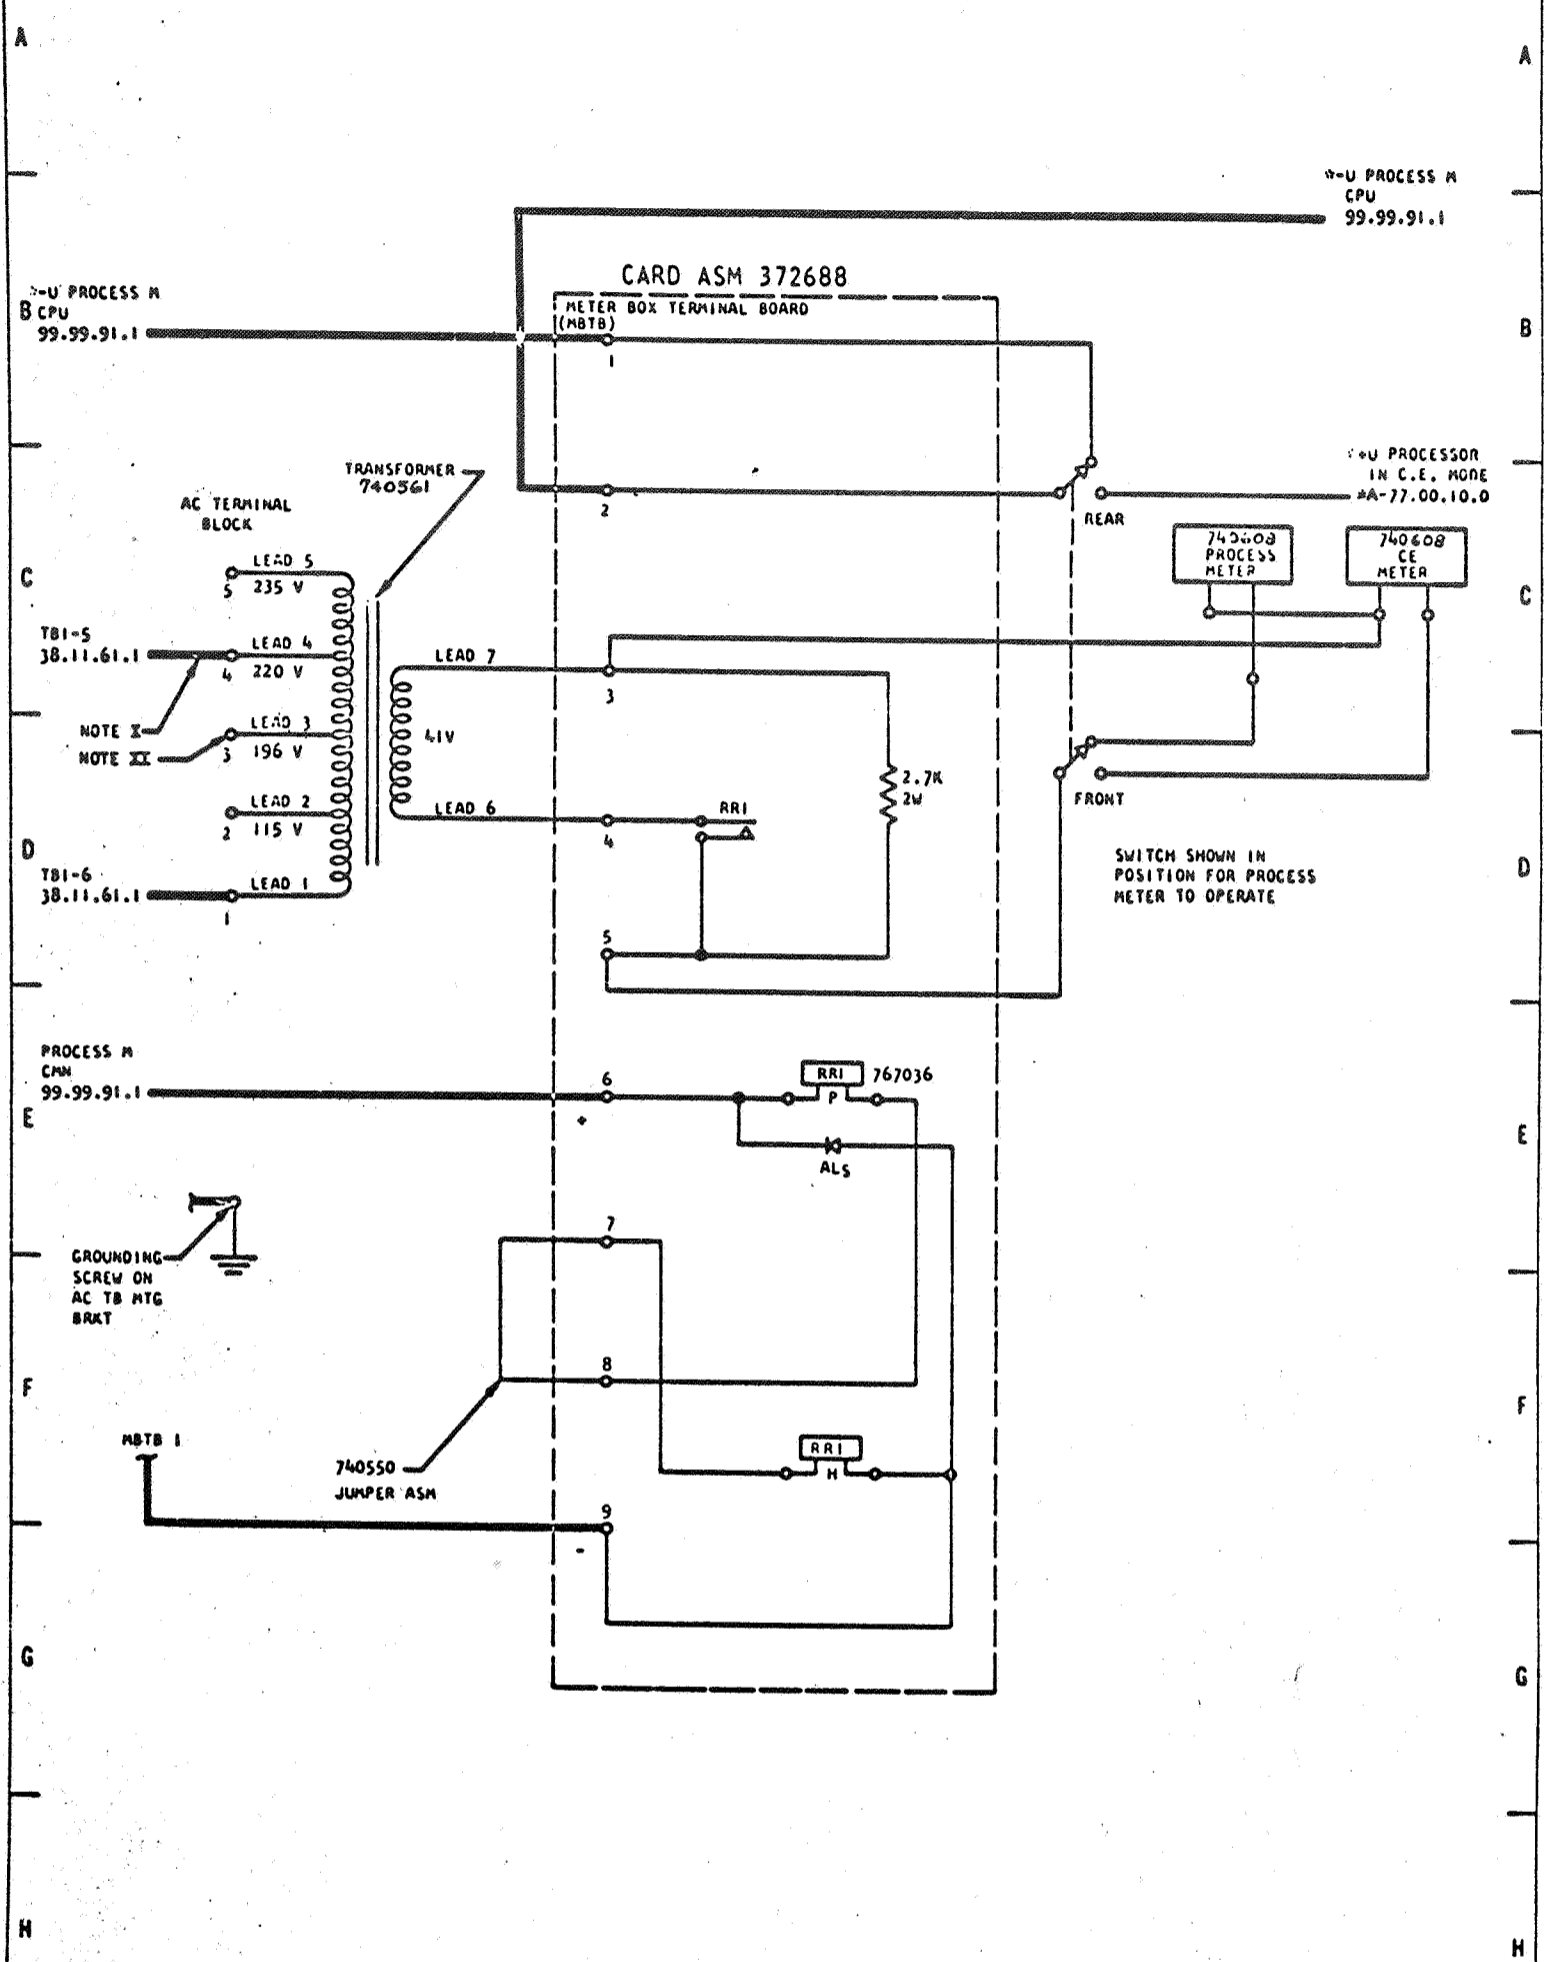 A
A
*-U PROCESS M
CPU
99.99.91.1
CARD ASM 372688
*-U PROCESS M
B
CPU
99.99.91.1
METER BOX TERMINAL BOARD
(MBTB)
1
B
TRANSFORMER
740561
AC TERMINAL
BLOCK
2
*+U PROCESSOR
IN C.E. MODE
*A-77.00.10.0
REAR
740608
PROCESS
METER
740608
CE
METER
C
C
LEAD 5
5
235 V
TB1-5
38.11.61.1
LEAD 4
4
220 V
LEAD 7
3
NOTE I
NOTE II
LEAD 3
3
196 V
41V
2.7K
2W
FRONT
LEAD 2
2
115 V
LEAD 6
4
RR1
D
D
TB1-6
38.11.61.1
LEAD 1
1
SWITCH SHOWN IN
POSITION FOR PROCESS
METER TO OPERATE
5
PROCESS M
CMN
99.99.91.1
6
+
RR1
P
767036
ALS
E
E
GROUNDING
SCREW ON
AC TB MTG
BRKT
7
8
F
F
MBTB 1
740550
JUMPER ASM
RR1
H
9
-
G
G
H
H